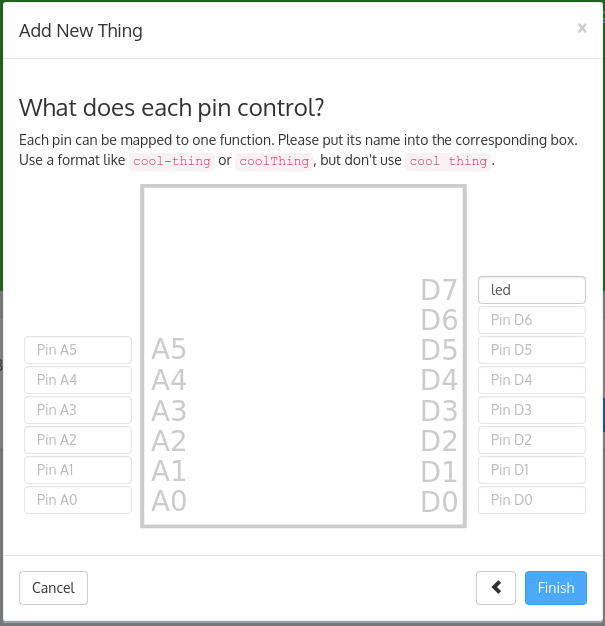 Add New Thing
×
What does each pin control?
Each pin can be mapped to one function. Please put its name into the corresponding box.
Use a format like cool-thing or coolThing, but don't use cool thing.
D7 led
D6 Pin D6
Pin A5 A5 D5 Pin D5
Pin A4 A4 D4 Pin D4
Pin A3 A3 D3 Pin D3
Pin A2 A2 D2 Pin D2
Pin A1 A1 D1 Pin D1
Pin A0 A0 D0 Pin D0
Cancel Finish